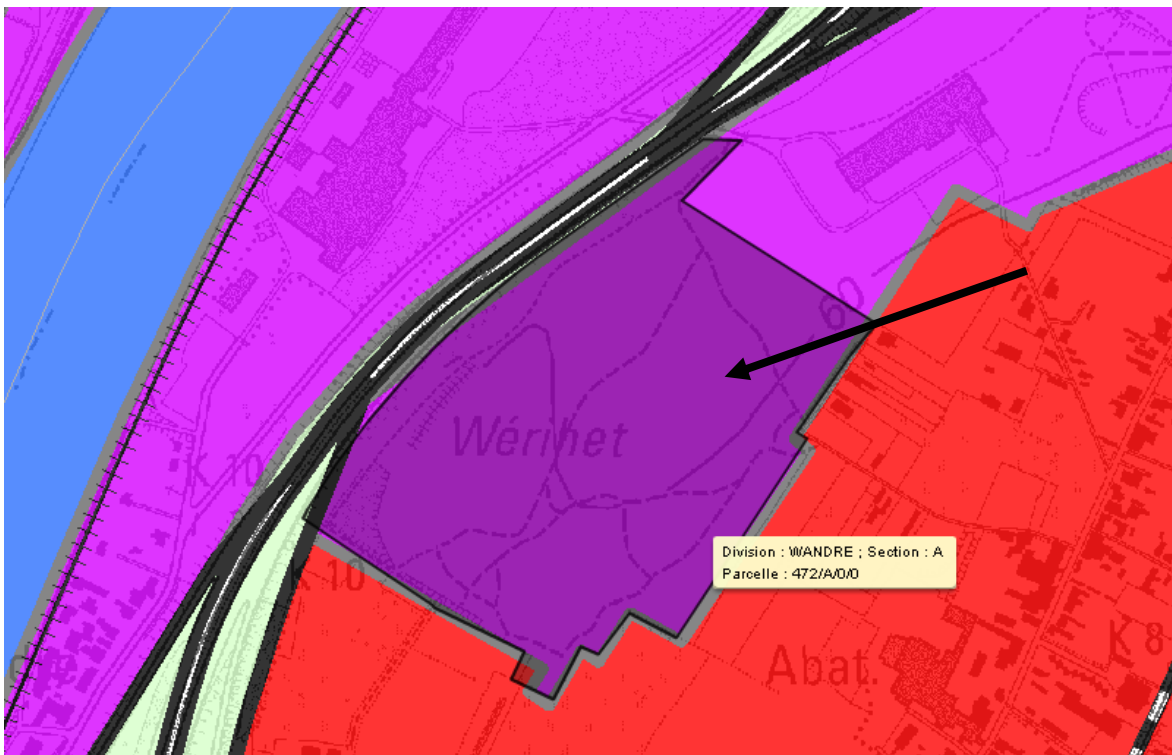 60
Wérihet
K 10
Division : WANDRE ; Section : A
Parcelle : 472/A/0/0
K 10
Abat.
K 8